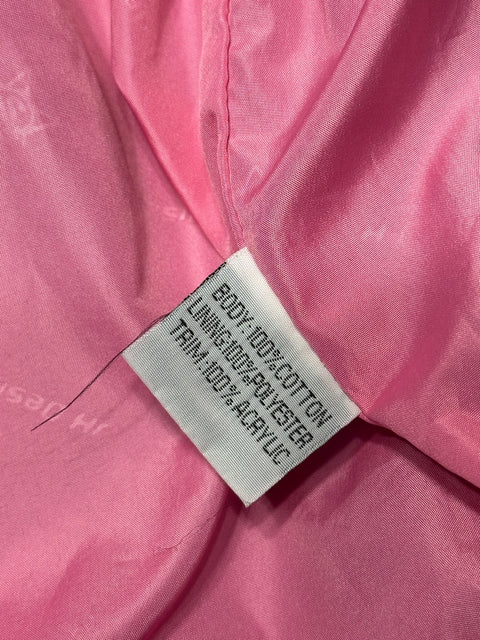 BODY: 100% COTTON
LINING:100%POLYESTER
TRIM: 100% ACRYLIC